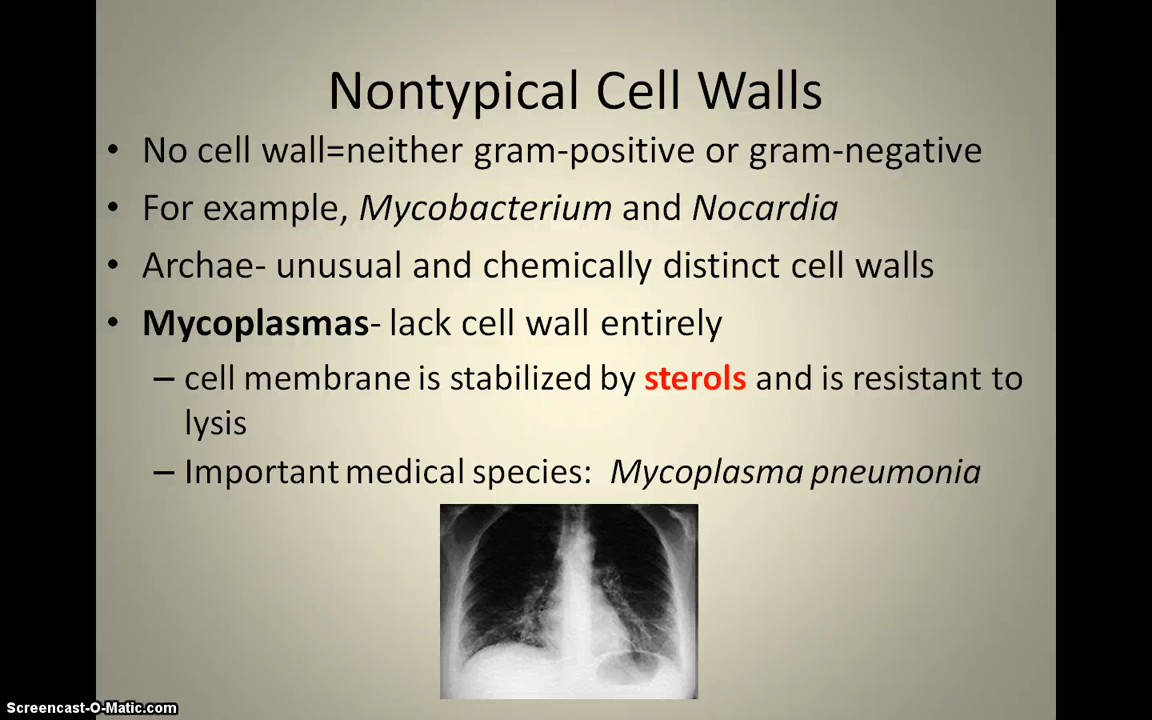 Nontypical Cell Walls
• No cell wall=neither gram-positive or gram-negative
• For example, Mycobacterium and Nocardia
• Archae- unusual and chemically distinct cell walls
• Mycoplasmas- lack cell wall entirely
– cell membrane is stabilized by sterols and is resistant to
lysis
– Important medical species: Mycoplasma pneumonia
Screencast-O-Matic.com